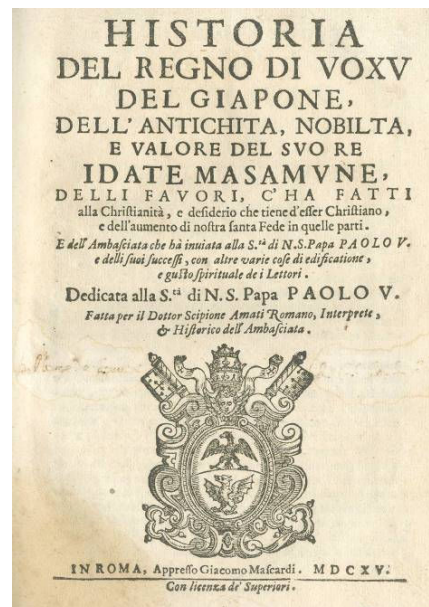 HISTORIA
DEL REGNO DI VOXV
DEL GIAPONE,
DELL'ANTICHITA, NOBILTA,
E VALORE DEL SVO RE
IDATE MASAMVNE,
DELLI FAVORI, C'HA FATTI
alla Chriſtianità, e deſiderio che tiene d'eſſer Chriſtiano,
e dell'aumento di noſtra ſanta Fede in quelle parti.
E dell'Ambaſciata che hà inuiata alla S.tà di N.S.Papa PAOLO V.
e delli ſuoi ſucceſſi, con altre varie coſe di edificatione,
e guſto ſpirituale de i Lettori.
Dedicata alla S.tà di N. S. Papa PAOLO V.
Fatta per il Dottor Scipione Amati Romano, Interprete,
& Hiſtorico dell'Ambaſciata.
IN ROMA, Appreſſo Giacomo Maſcardi. MDCXV.
Con licenza de' Superiori.